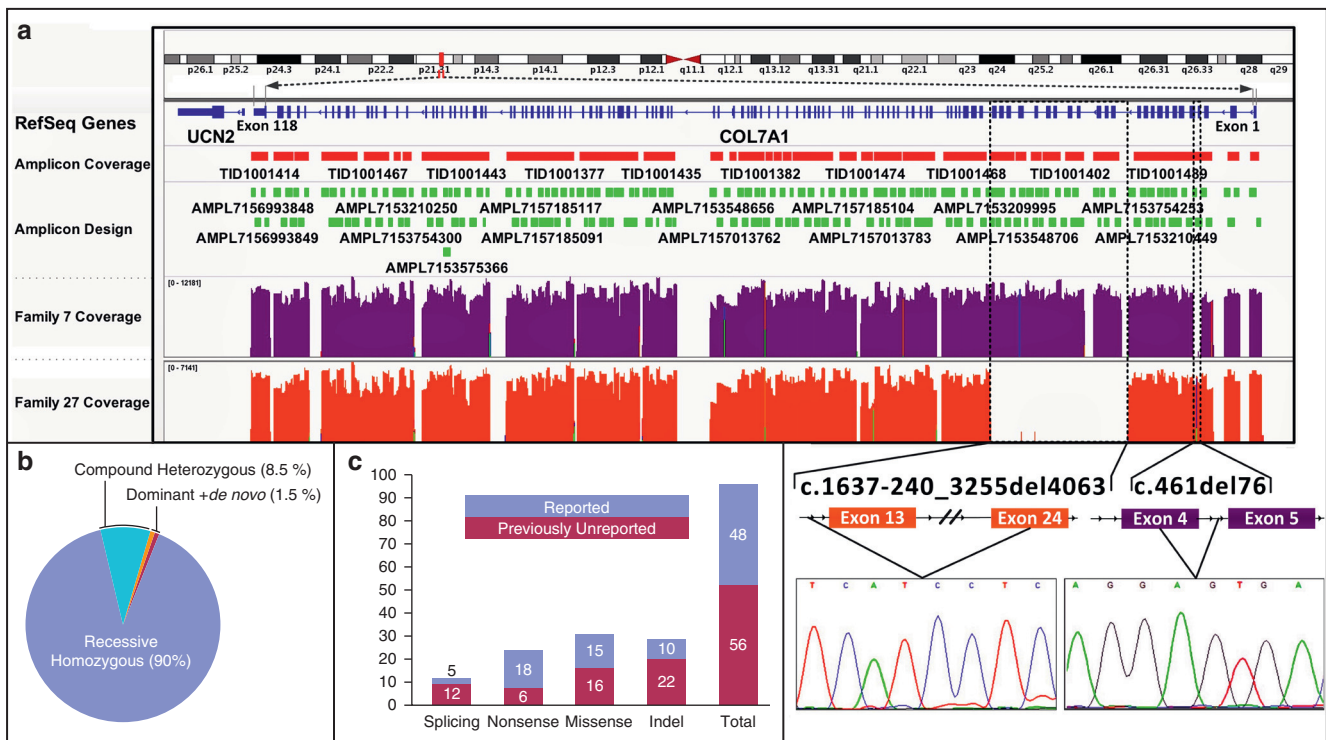 a
p26.1 p25.2 p24.3 p24.1 p22.2 p21.31 p14.3 p14.1 p12.3 p12.1 q11.1 q12.1 q13.12 q13.31 q21.1 q22.1 q23 q24 q25.2 q26.1 q26.31 q26.33 q28 q29
RefSeq Genes
UCN2
Exon 118
COL7A1
Exon 1
Amplicon Coverage
TID1001414 TID1001467 TID1001443 TID1001377 TID1001435 TID1001382 TID1001474 TID1001468 TID1001402 TID1001489
Amplicon Design
AMPL7156993848 AMPL7153210250 AMPL7157185117 AMPL7153548656 AMPL7157185104 AMPL7153209995 AMPL7153754253
AMPL7156993849 AMPL7153754300 AMPL7157185091 AMPL7157013762 AMPL7157013783 AMPL7153548706 AMPL7153210449
AMPL7153575366
Family 7 Coverage
[0 - 12181]
Family 27 Coverage
[0 - 7141]
b
Compound Heterozygous (8.5 %)
Dominant +de novo (1.5 %)
Recessive
Homozygous (90%)
c
100
90
80
70
60
50
40
30
20
10
0
Reported
Previously Unreported
5
12
18
6
15
16
10
22
48
56
Splicing Nonsense Missense Indel Total
c.1637-240_3255del4063
c.461del76
Exon 13
Exon 24
Exon 4
Exon 5
T C A T C C T C
A G G A G T G A